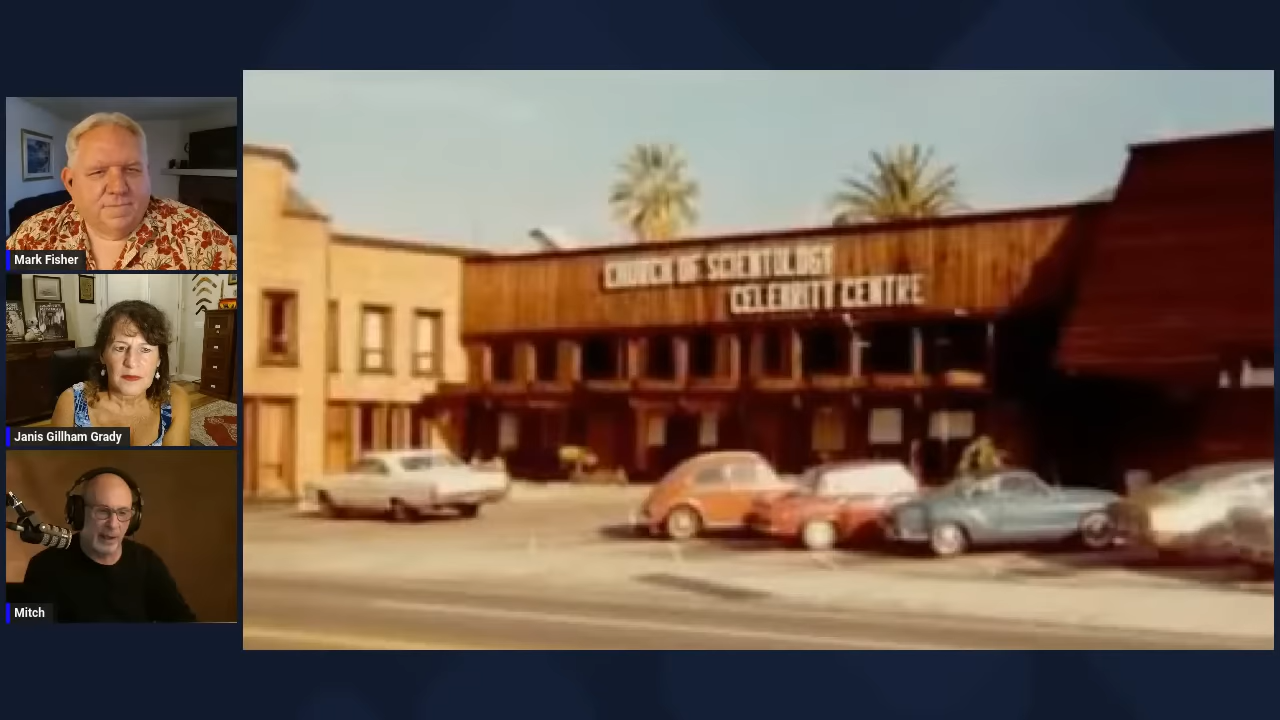 Mark Fisher
Janis Gillham Grady
Mitch
CHURCH OF SCIENTOLOGY
CELEBRITY CENTRE